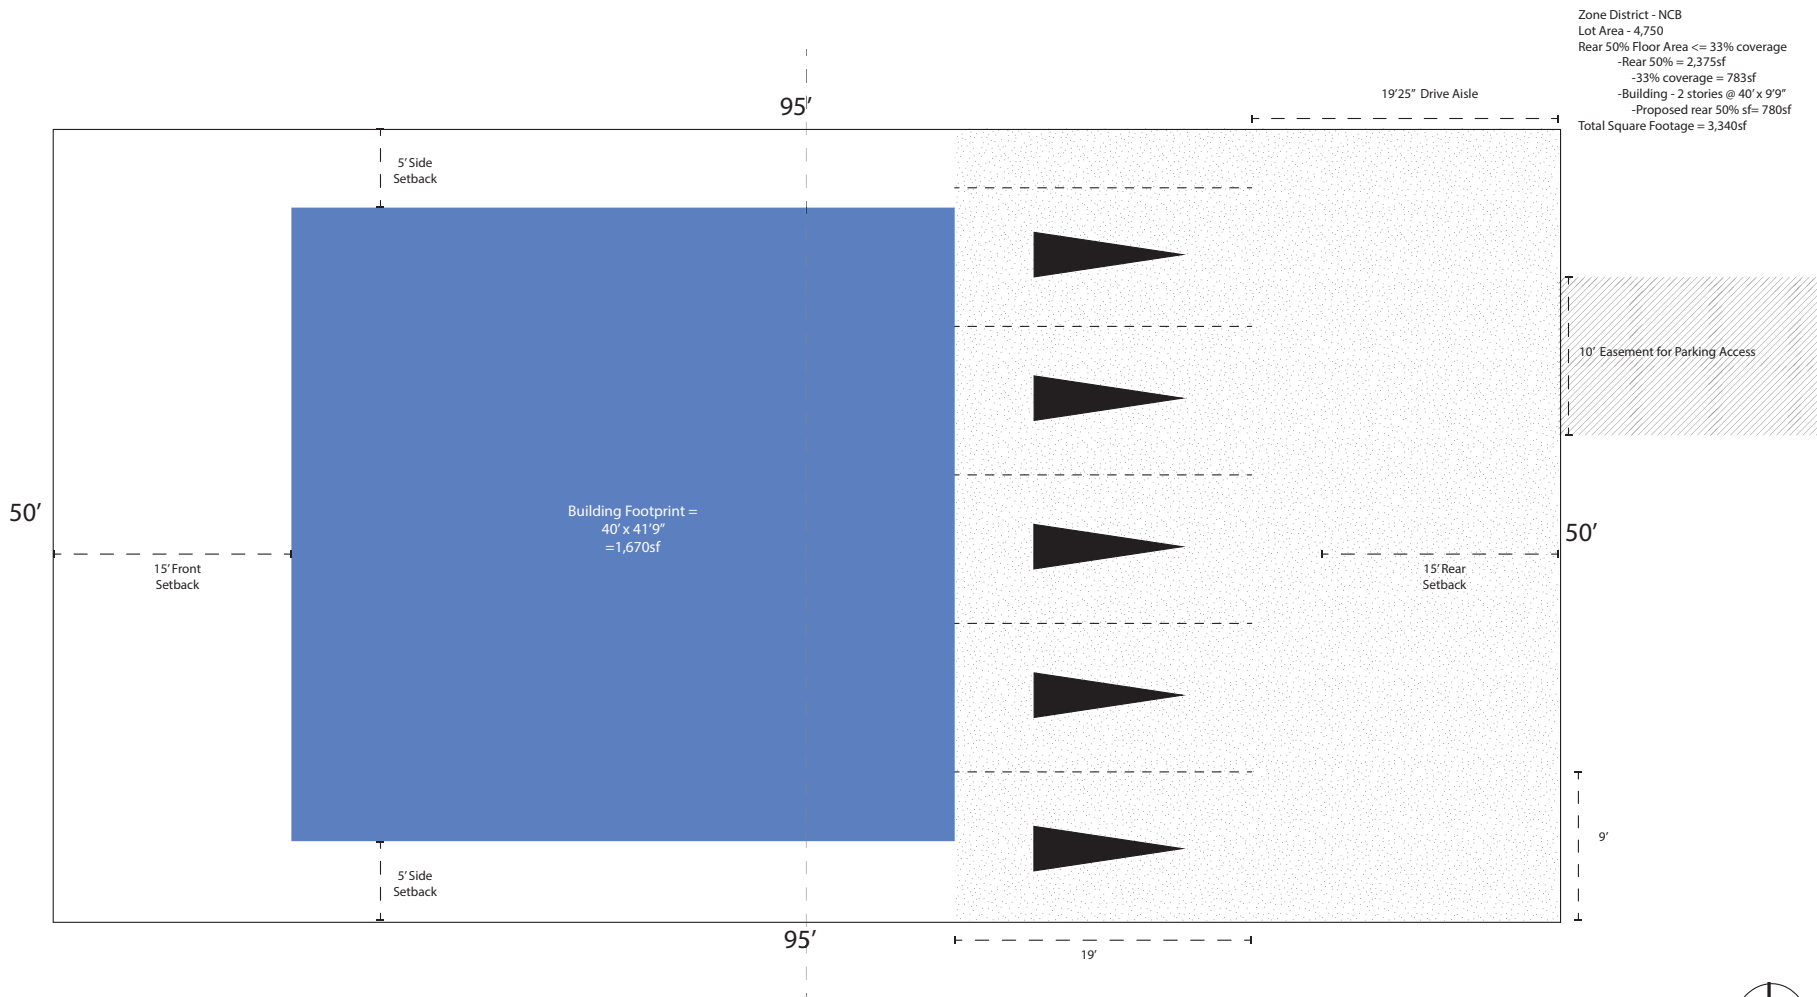 Zone District - NCB
Lot Area - 4,750
Rear 50% Floor Area <= 33% coverage
-Rear 50% = 2,375sf
-33% coverage = 783sf
-Building - 2 stories @ 40’ x 9’9”
-Proposed rear 50% sf= 780sf
Total Square Footage = 3,340sf
19’25” Drive Aisle
95’
5’ Side
Setback
10’ Easement for Parking Access
50’
Building Footprint =
40’ x 41’9”
=1,670sf
50’
15’ Front
Setback
15’ Rear
Setback
9’
5’ Side
Setback
95’
19’